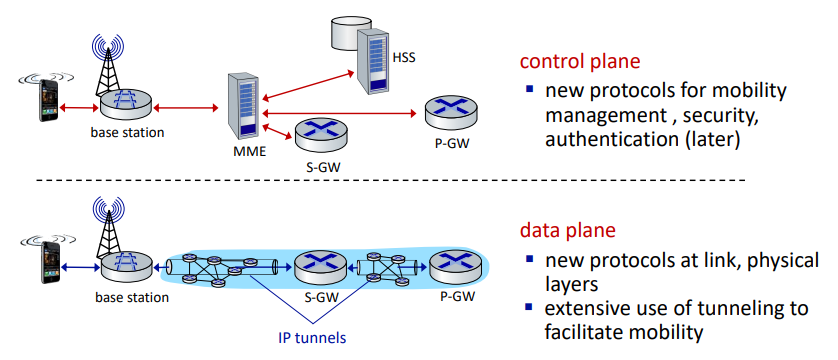 HSS
control plane
new protocols for mobility
management , security,
authentication (later)
base station
MME
S-GW
P-GW
data plane
new protocols at link, physical
layers
extensive use of tunneling to
facilitate mobility
base station
S-GW
P-GW
IP tunnels